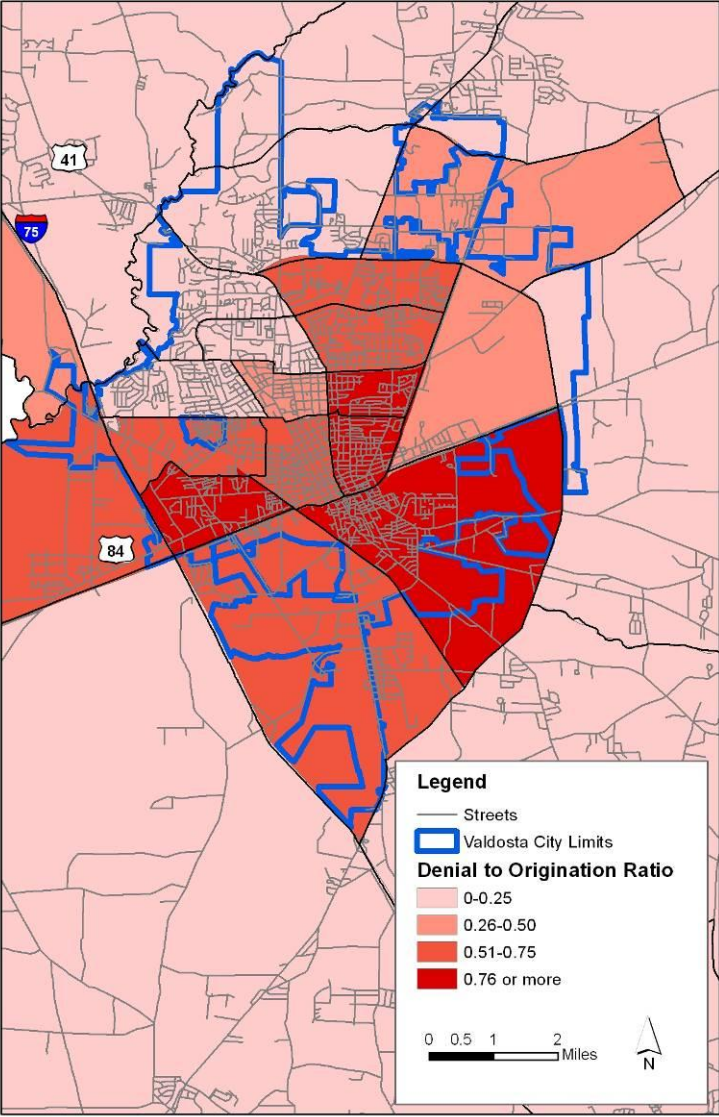 41
75
84
Legend
Streets
Valdosta City Limits
Denial to Origination Ratio
0-0.25
0.26-0.50
0.51-0.75
0.76 or more
0 0.5 1 2
Miles
N